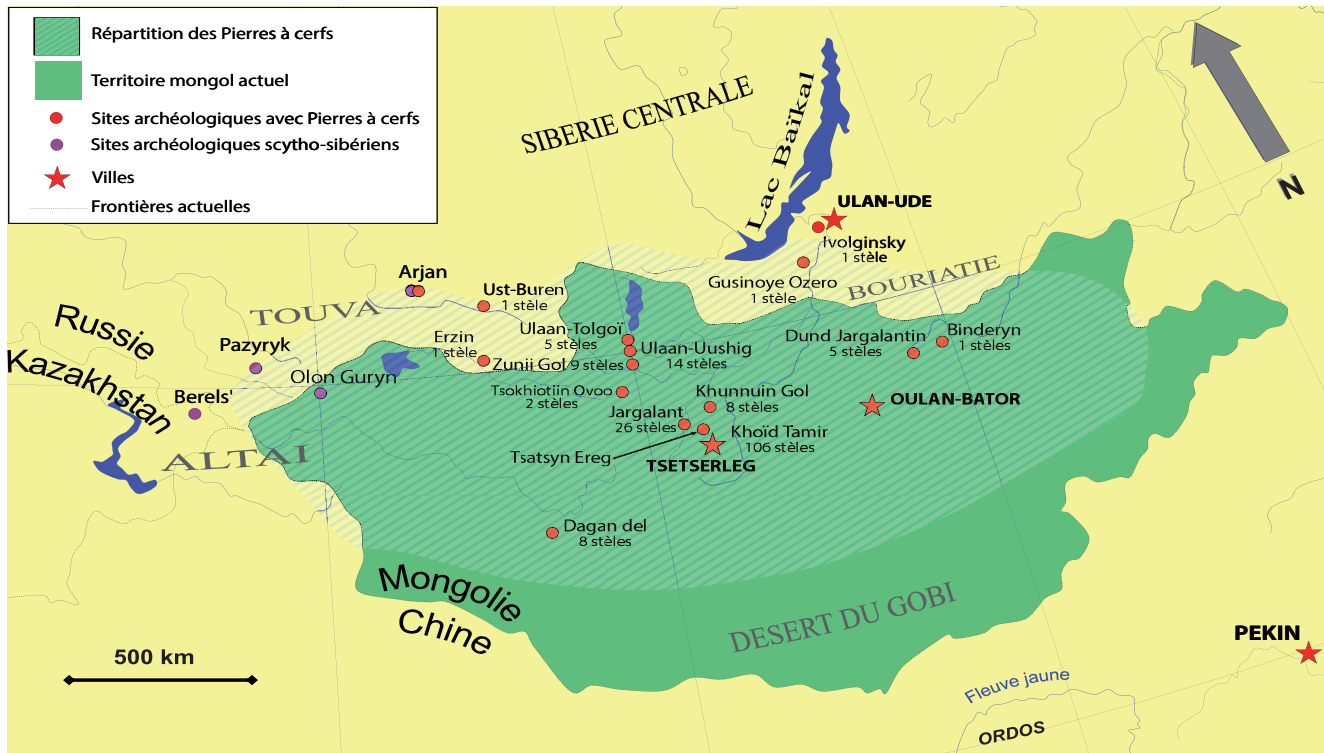 Répartition des Pierres à cerfs
Territoire mongol actuel
Sites archéologiques avec Pierres à cerfs
Sites archéologiques scytho-sibériens
Villes
Frontières actuelles
SIBERIE CENTRALE
Lac Baïkal
N
ULAN-UDE
Ivolginsky
1 stèle
Gusinoye Ozero
1 stèle
BOURIATIE
Arjan
Ust-Buren
1 stèle
TOUVA
Russie
Kazakhstan
Pazyryk
Berels'
Olon Guryn
ALTAI
Erzin
1 stèle
Ulaan-Tolgoï
5 stèles
Zunii Gol 9 stèles
Ulaan-Uushig
14 stèles
Dund Jargalantin
5 stèles
Binderyn
1 stèles
Tsokhiotiin Ovoo
2 stèles
Khunnuin Gol
8 stèles
Jargalant
26 stèles
Khoïd Tamir
106 stèles
Tsatsyn Ereg
TSETSERLEG
OULAN-BATOR
Dagan del
8 stèles
Mongolie
Chine
DESERT DU GOBI
500 km
PEKIN
Fleuve jaune
ORDOS